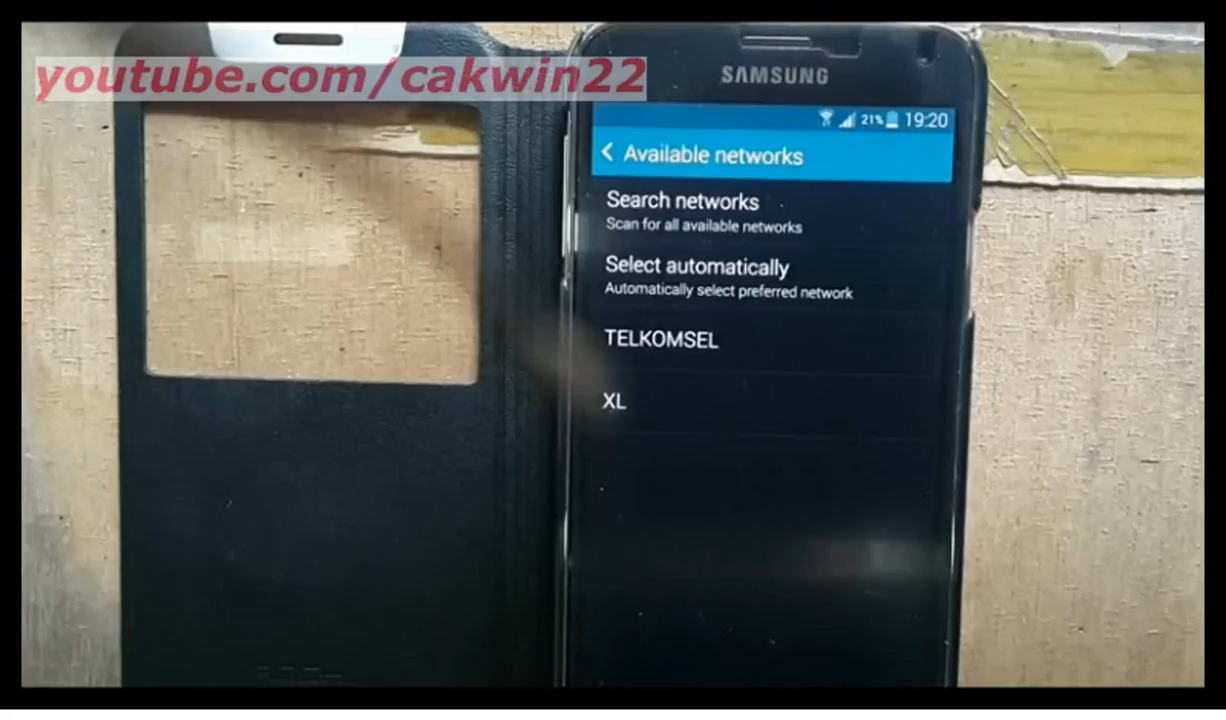 youtube.com/cakwin22
SAMSUNG
21% 19:20
Available networks
Search networks
Scan for all available networks
Select automatically
Automatically select preferred network
TELKOMSEL
XL